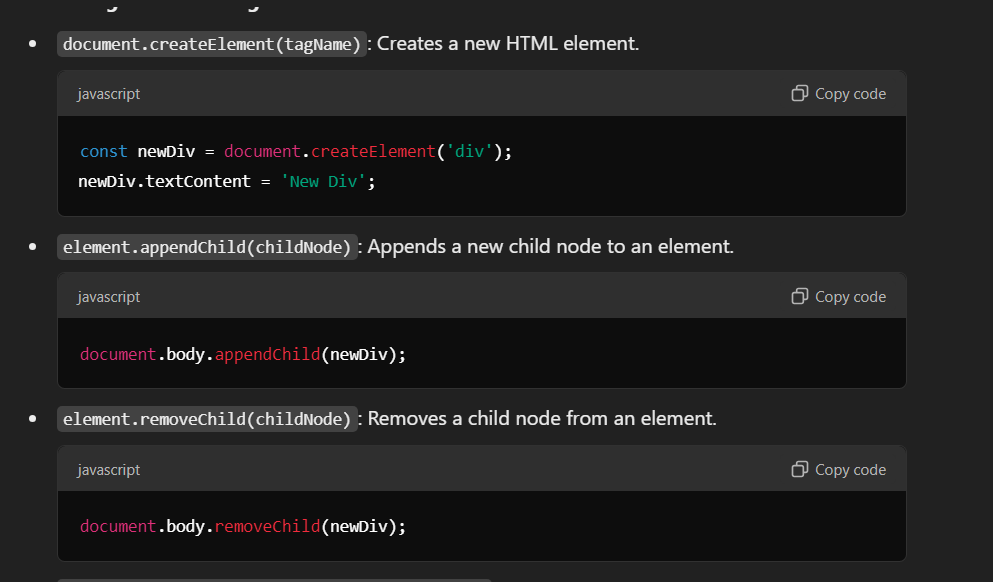 document.createElement(tagName): Creates a new HTML element.
javascript
Copy code
const newDiv = document.createElement('div');
newDiv.textContent = 'New Div';
element.appendChild(childNode): Appends a new child node to an element.
javascript
Copy code
document.body.appendChild(newDiv);
element.removeChild(childNode): Removes a child node from an element.
javascript
Copy code
document.body.removeChild(newDiv);